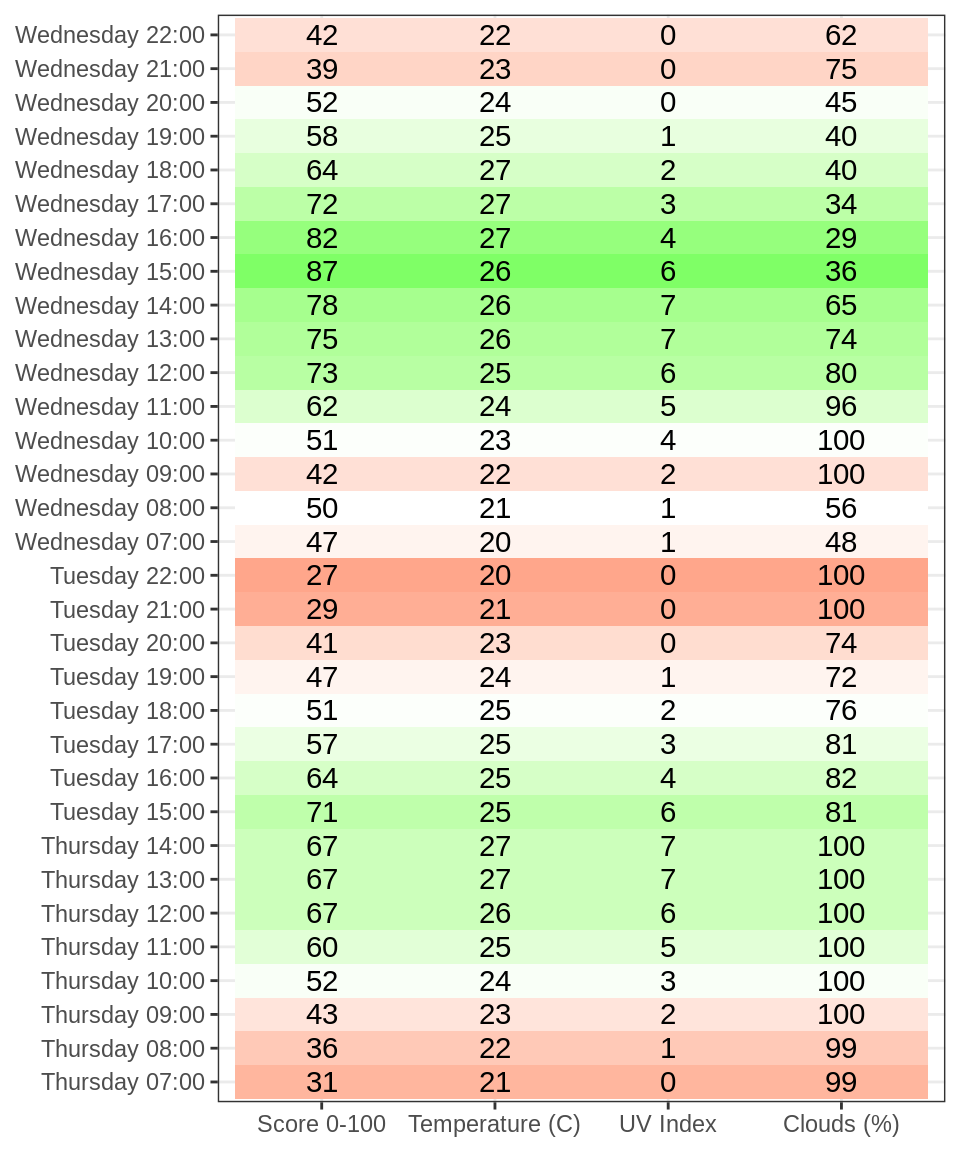 Wednesday 22:00 42 22 0 62
Wednesday 21:00 39 23 0 75
Wednesday 20:00 52 24 0 45
Wednesday 19:00 58 25 1 40
Wednesday 18:00 64 27 2 40
Wednesday 17:00 72 27 3 34
Wednesday 16:00 82 27 4 29
Wednesday 15:00 87 26 6 36
Wednesday 14:00 78 26 7 65
Wednesday 13:00 75 26 7 74
Wednesday 12:00 73 25 6 80
Wednesday 11:00 62 24 5 96
Wednesday 10:00 51 23 4 100
Wednesday 09:00 42 22 2 100
Wednesday 08:00 50 21 1 56
Wednesday 07:00 47 20 1 48
Tuesday 22:00 27 20 0 100
Tuesday 21:00 29 21 0 100
Tuesday 20:00 41 23 0 74
Tuesday 19:00 47 24 1 72
Tuesday 18:00 51 25 2 76
Tuesday 17:00 57 25 3 81
Tuesday 16:00 64 25 4 82
Tuesday 15:00 71 25 6 81
Thursday 14:00 67 27 7 100
Thursday 13:00 67 27 7 100
Thursday 12:00 67 26 6 100
Thursday 11:00 60 25 5 100
Thursday 10:00 52 24 3 100
Thursday 09:00 43 23 2 100
Thursday 08:00 36 22 1 99
Thursday 07:00 31 21 0 99
Score 0-100 Temperature (C) UV Index Clouds (%)